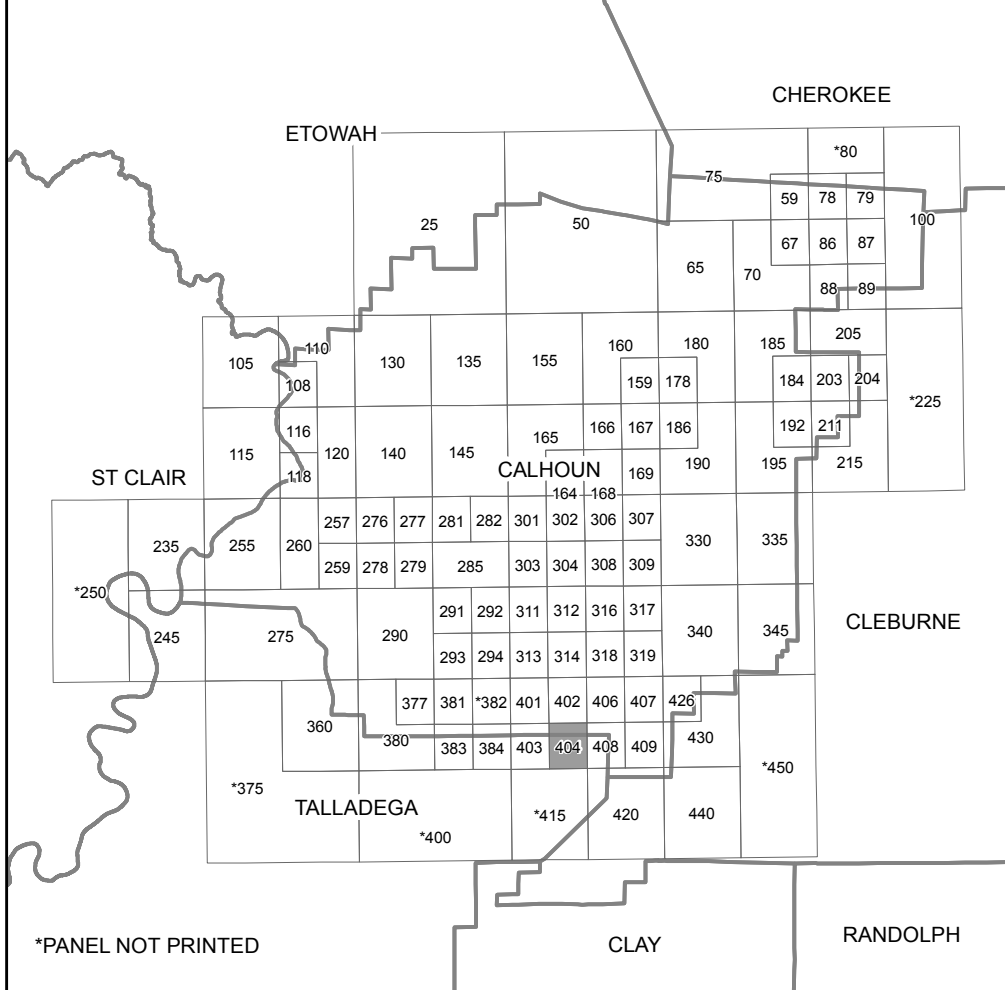 CHEROKEE
ETOWAH
*80
75
59 78 79
25 50 100
67 86 87
65 70
88 89
205
110 160 180 185
105 130 135 155
108 159 178 184 203 204
*225
116 166 167 186 192 211
115 120 140 145 165
CALHOUN 190 195 215
ST CLAIR 118 169
164 168
257 276 277 281 282 301 302 306 307
235 255 260 330 335
259 278 279 285 303 304 308 309
*250
291 292 311 312 316 317
245 275 290 340 345 CLEBURNE
293 294 313 314 318 319
377 381 *382 401 402 406 407 426
360
380 383 384 403 404 408 409 430
*375 *450
TALLADEGA *415 420 440
*400
*PANEL NOT PRINTED CLAY RANDOLPH